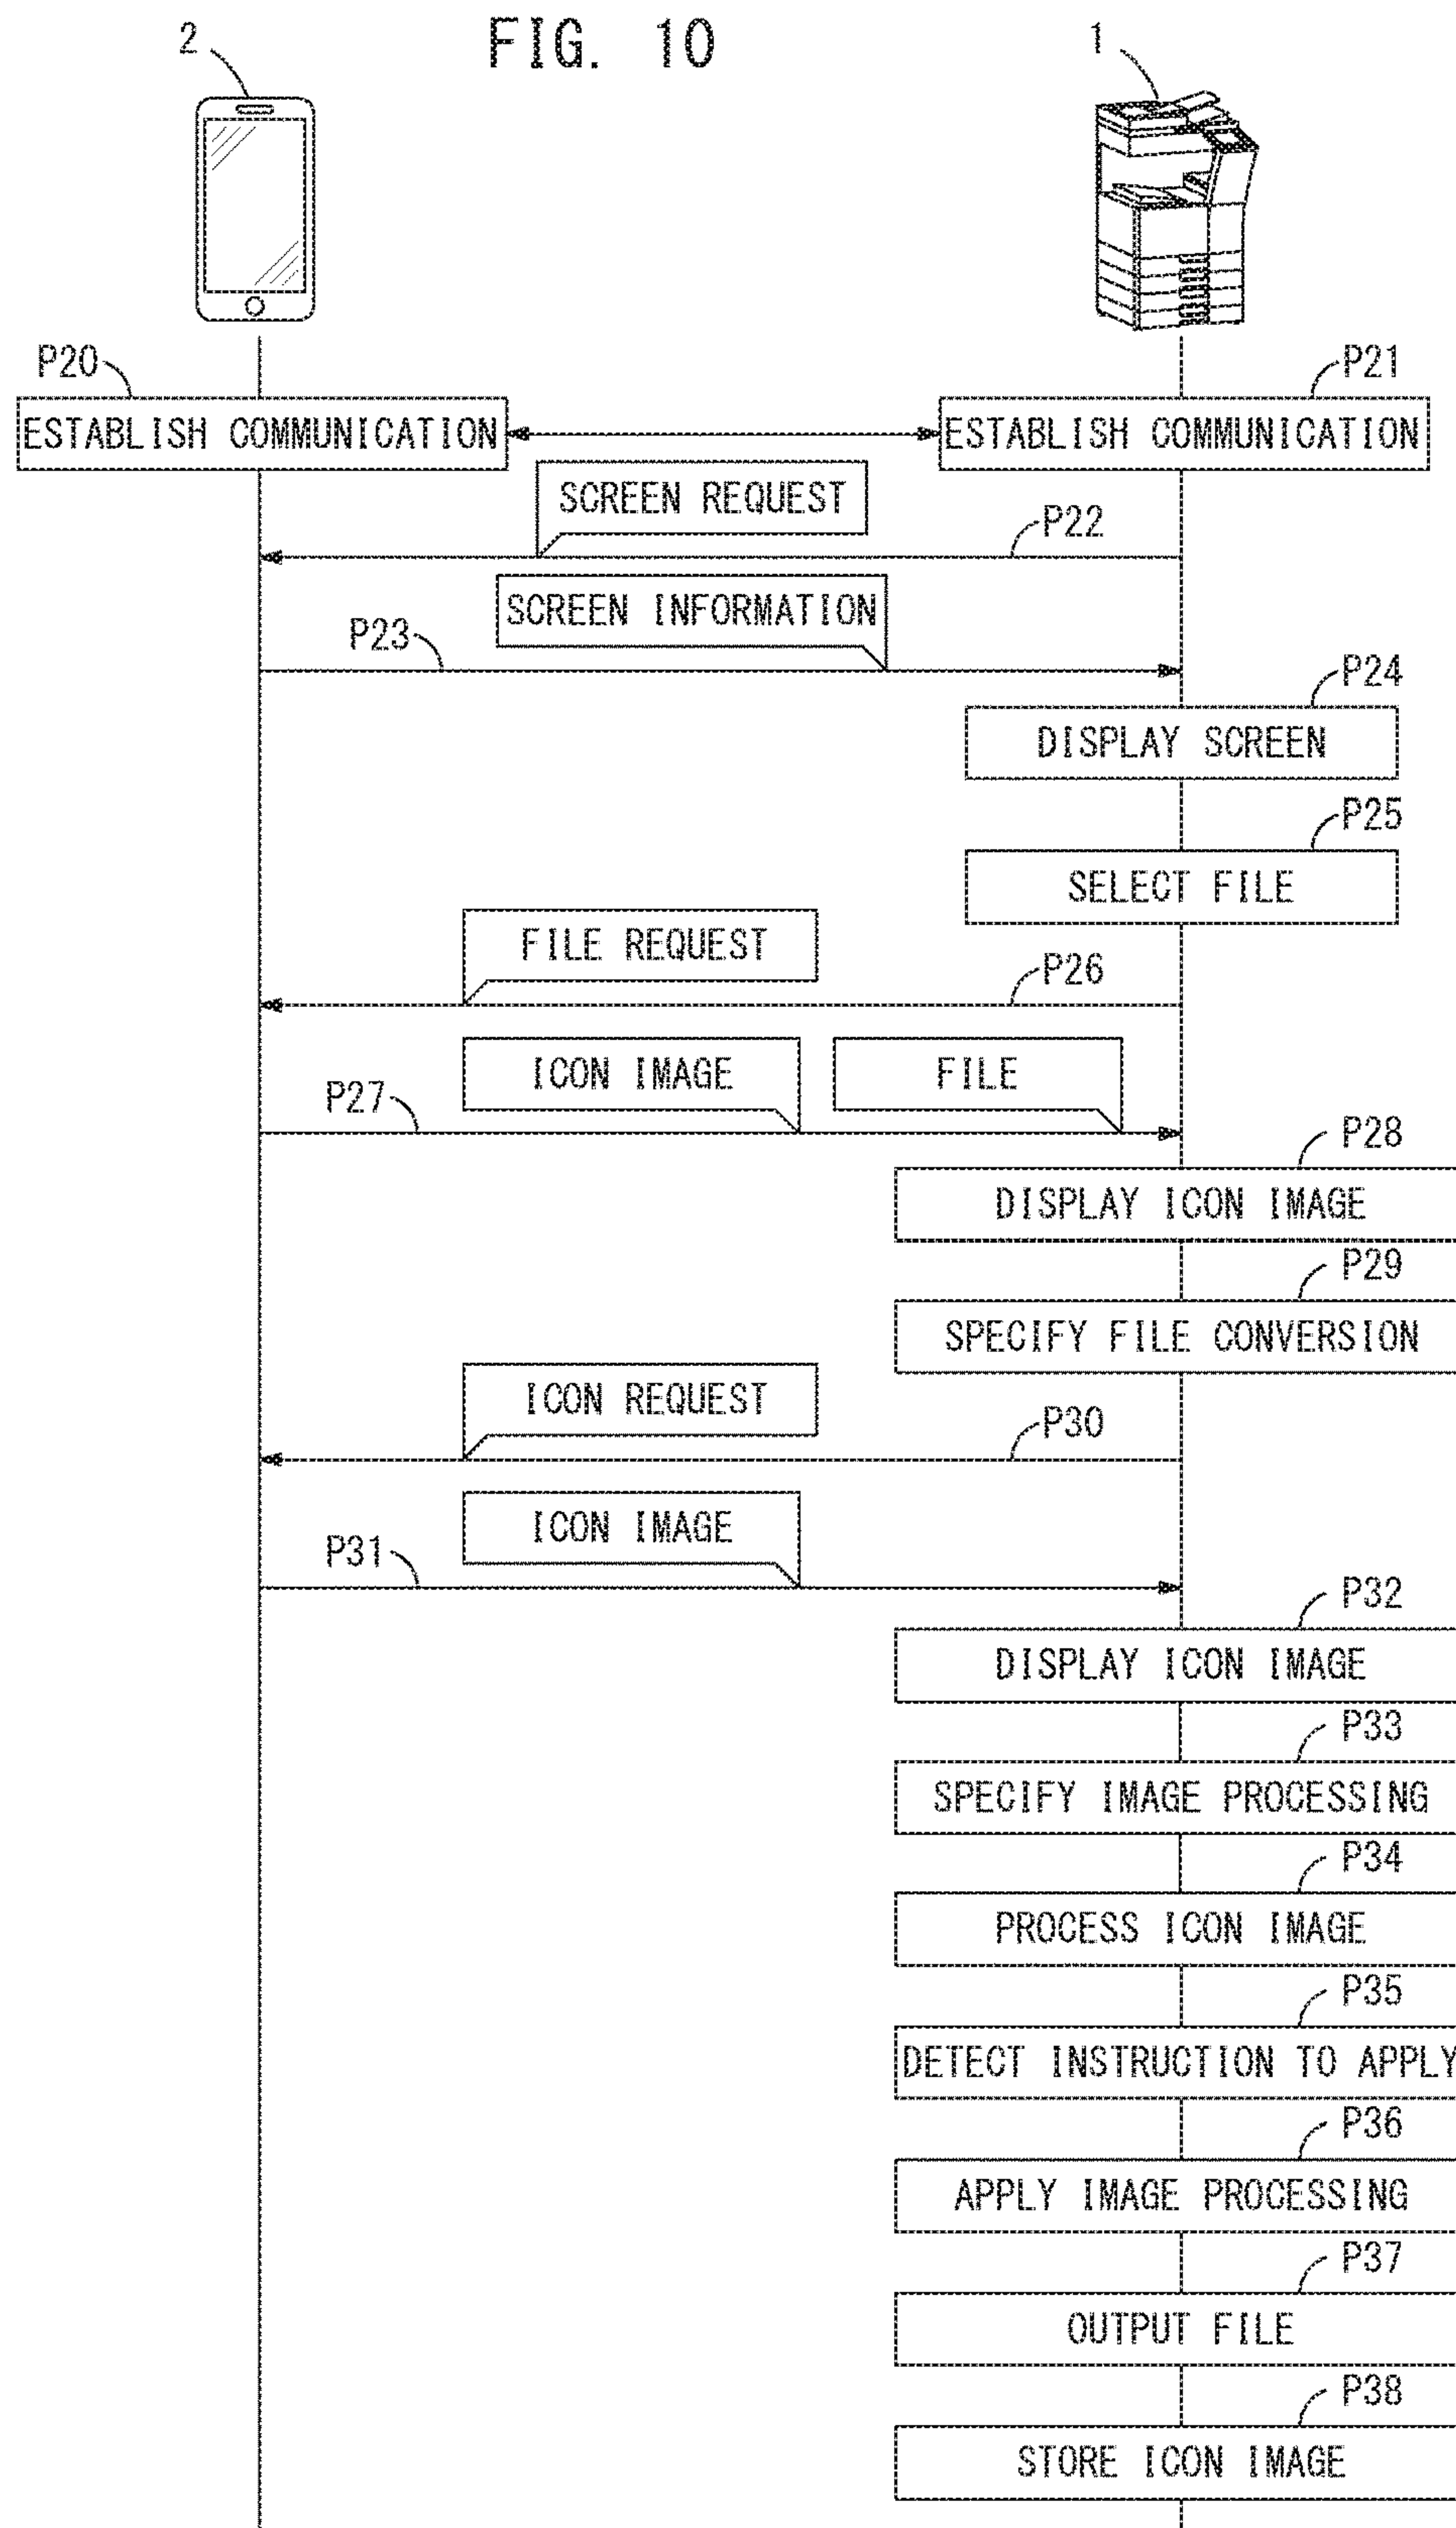 FIG. 10
2
1
P20
P21
ESTABLISH COMMUNICATION
ESTABLISH COMMUNICATION
SCREEN REQUEST
P22
SCREEN INFORMATION
P23
P24
DISPLAY SCREEN
P25
SELECT FILE
FILE REQUEST
P26
ICON IMAGE
FILE
P27
P28
DISPLAY ICON IMAGE
P29
SPECIFY FILE CONVERSION
ICON REQUEST
P30
ICON IMAGE
P31
P32
DISPLAY ICON IMAGE
P33
SPECIFY IMAGE PROCESSING
P34
PROCESS ICON IMAGE
P35
DETECT INSTRUCTION TO APPLY
P36
APPLY IMAGE PROCESSING
P37
OUTPUT FILE
P38
STORE ICON IMAGE